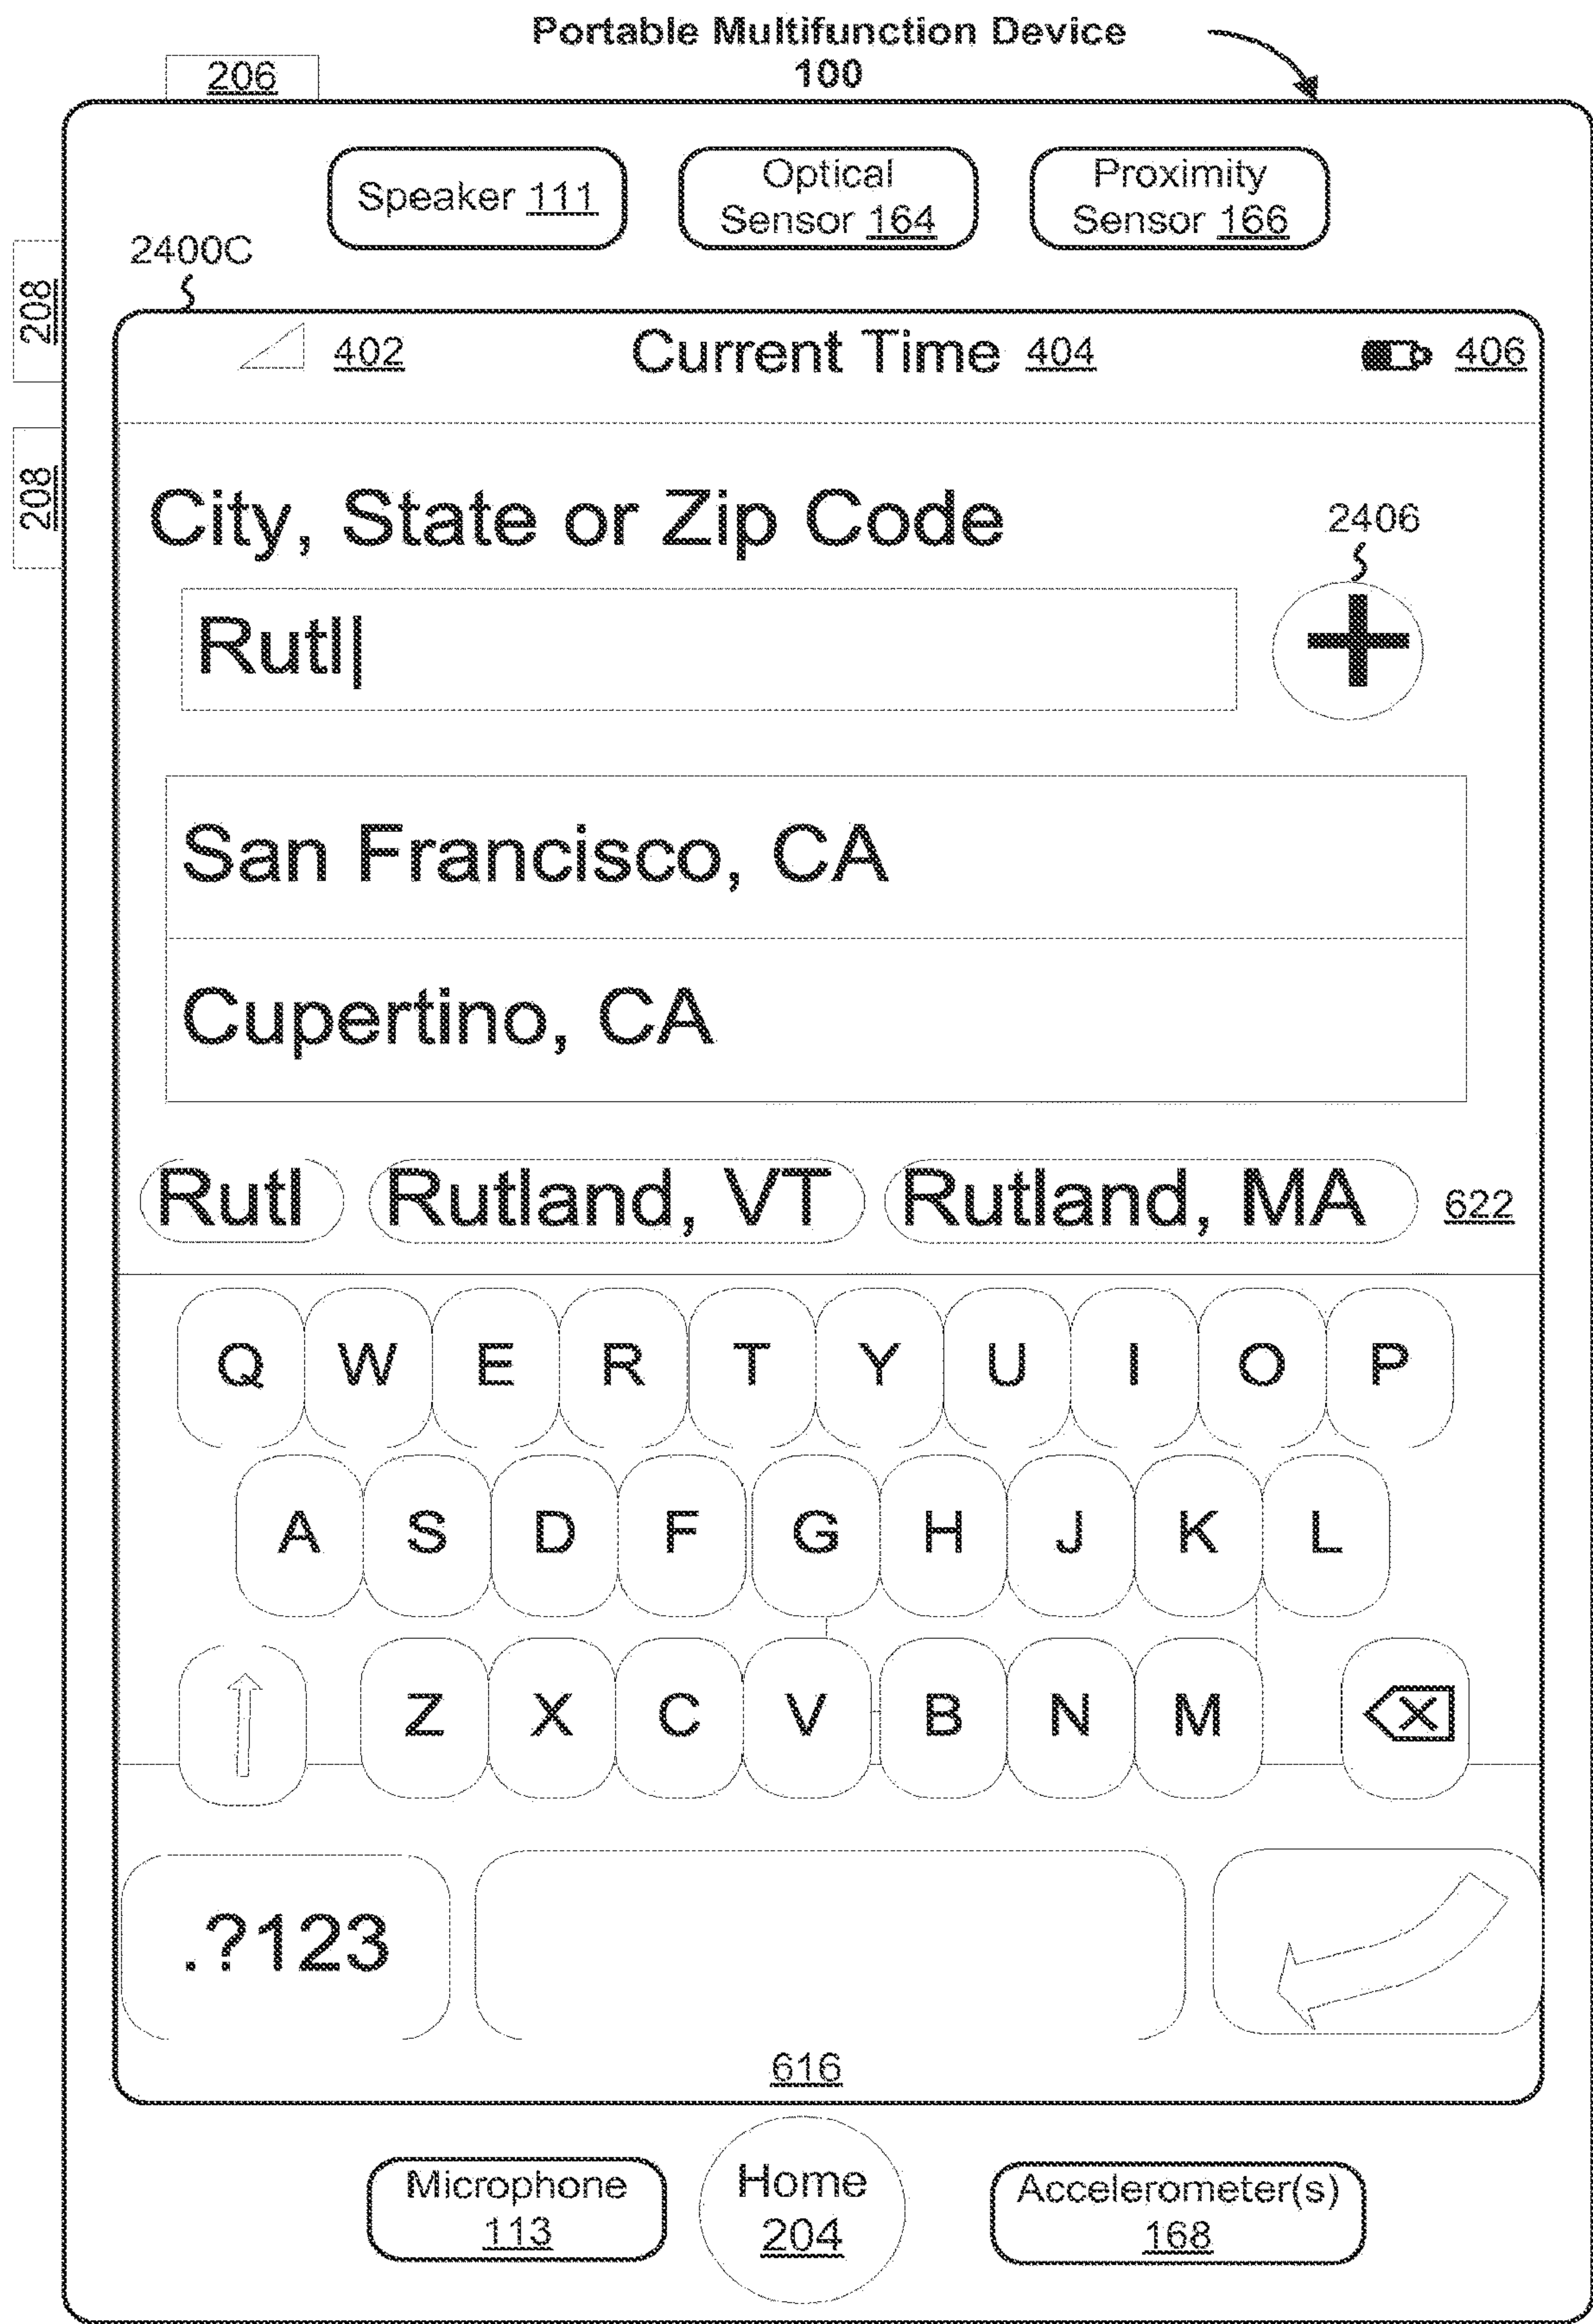 Portable Multifunction Device
100
206
Speaker 111
Optical
Sensor 164
Proximity
Sensor 166
2400C
208
402
Current Time 404
406
208
City, State or Zip Code
2406
Rutl
San Francisco, CA
Cupertino, CA
Rutl Rutland, VT Rutland, MA 622
Q W E R T Y U I O P
A S D F G H J K L
Z X C V B N M
.?123
616
Microphone
113
Home
204
Accelerometer(s)
168